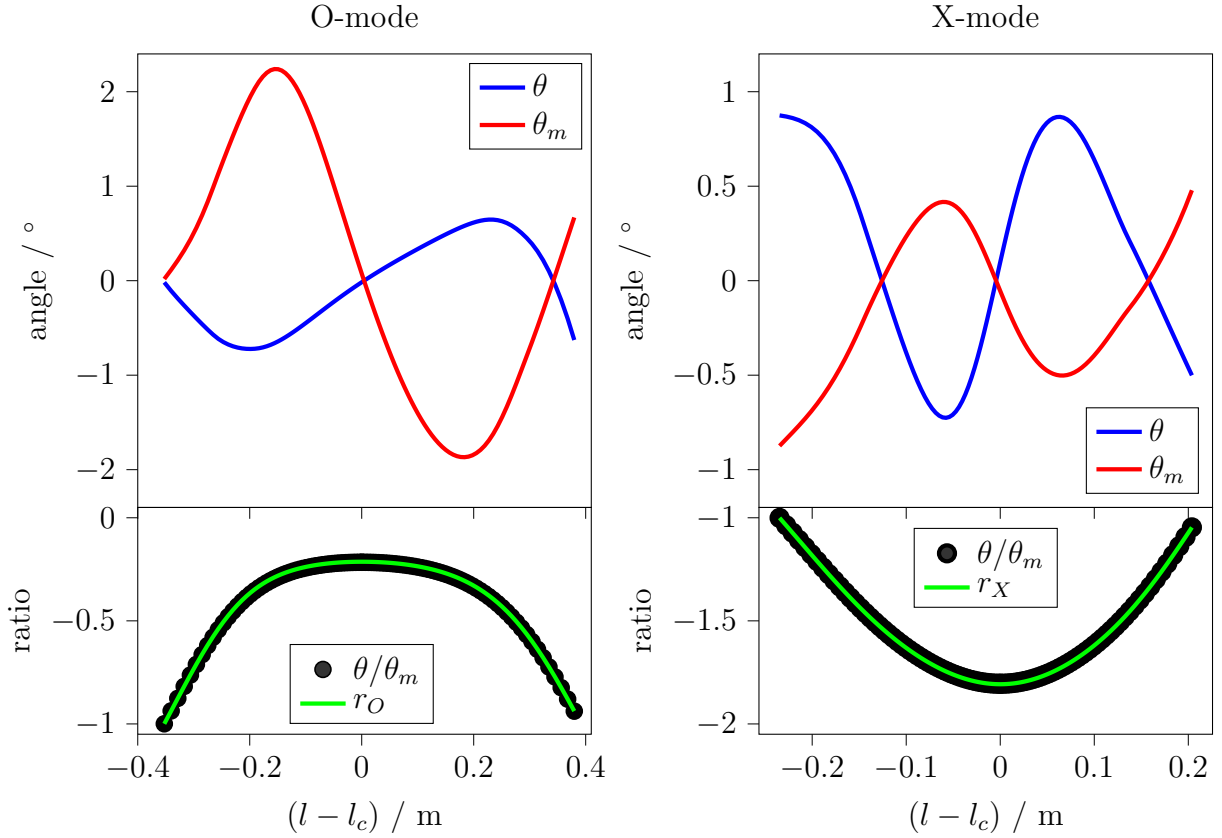 O-mode
X-mode
angle / °
2
1
0
−1
−2
θ
θ_m
ratio
0
−0.5
−1
θ/θ_m
r_O
−0.4
−0.2
0
0.2
0.4
(l − l_c) / m
angle / °
1
0.5
0
−0.5
−1
θ
θ_m
ratio
−1
−1.5
−2
θ/θ_m
r_X
−0.2
−0.1
0
0.1
0.2
(l − l_c) / m